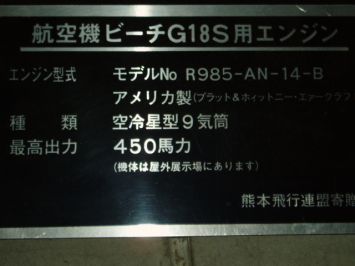 航空機ビーチG18S用エンジン
エンジン型式 モデルNo R985-AN-14-B
アメリカ製(プラット&ホイットニー・エァークラフ
種類 空冷星型9気筒
最高出力 450馬力
(機体は屋外展示場にあります)
熊本飛行連盟寄贈